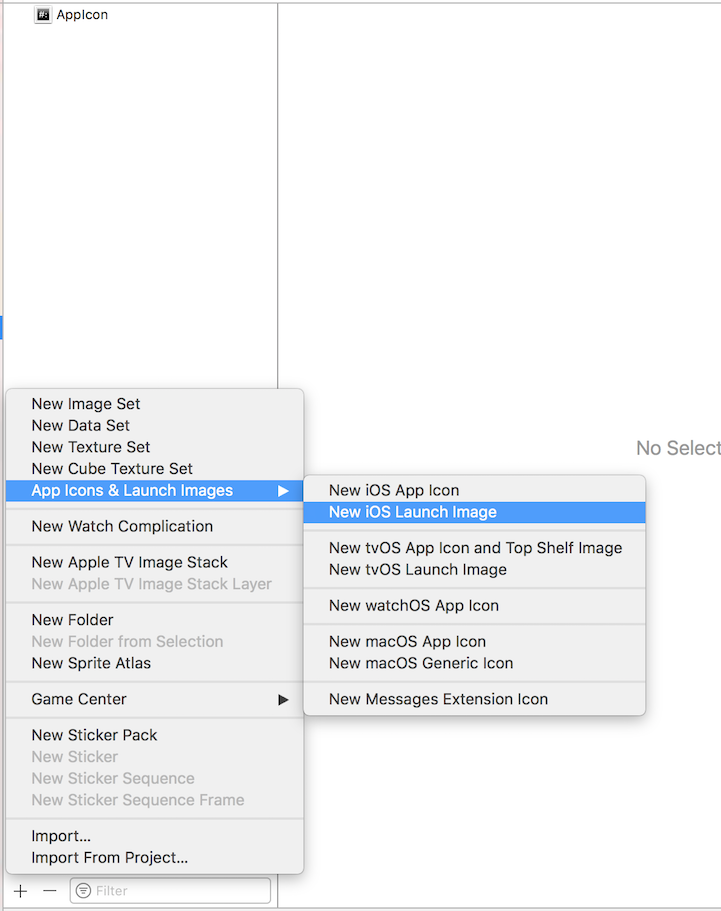 AppIcon
New Image Set
New Data Set
New Texture Set
New Cube Texture Set
App Icons & Launch Images
New Watch Complication
New Apple TV Image Stack
New Apple TV Image Stack Layer
New Folder
New Folder from Selection
New Sprite Atlas
Game Center
New Sticker Pack
New Sticker
New Sticker Sequence
New Sticker Sequence Frame
Import...
Import From Project...
Filter
No Select
New iOS App Icon
New iOS Launch Image
New tvOS App Icon and Top Shelf Image
New tvOS Launch Image
New watchOS App Icon
New macOS App Icon
New macOS Generic Icon
New Messages Extension Icon